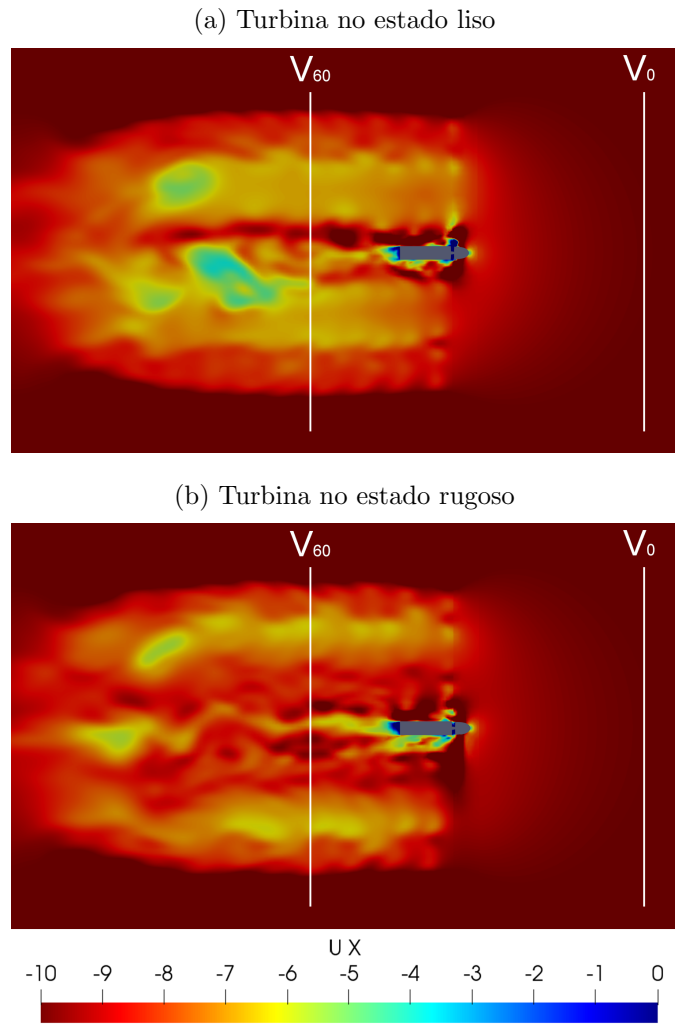 (a) Turbina no estado liso
V60 V0
(b) Turbina no estado rugoso
V60 V0
U X
-10 -9 -8 -7 -6 -5 -4 -3 -2 -1 0